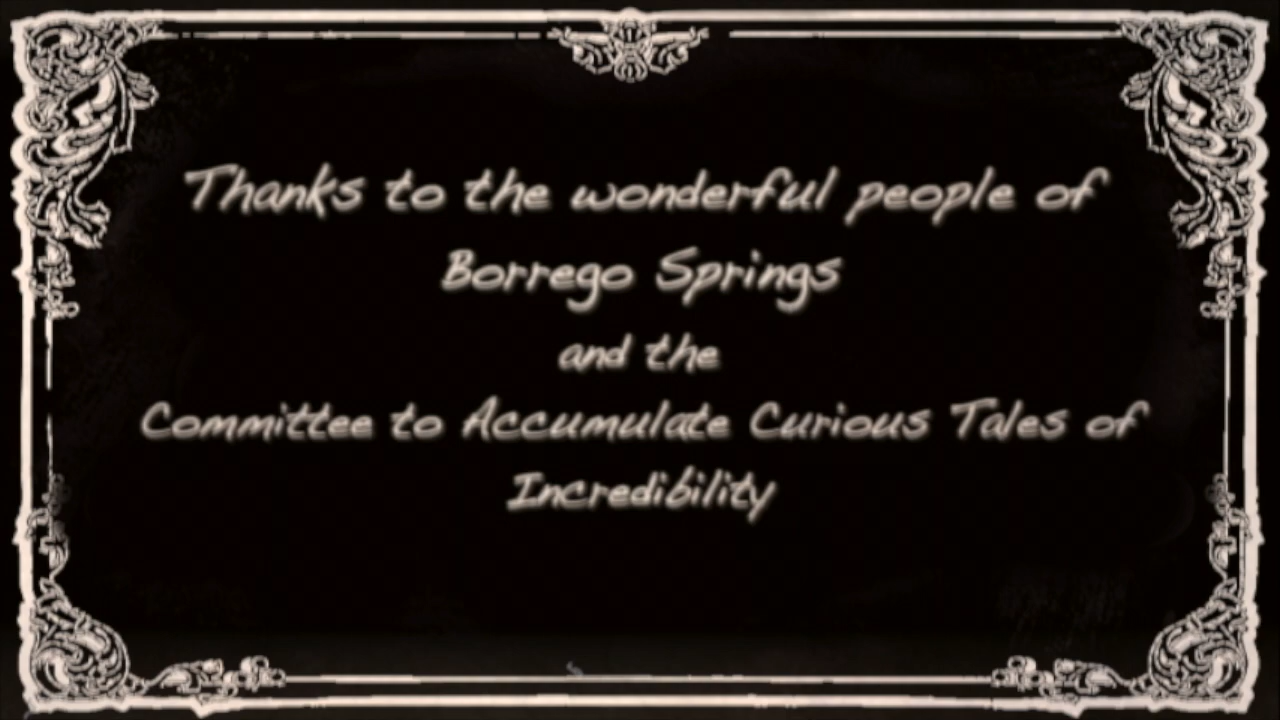 Thanks to the wonderful people of
Borrego Springs
and the
Committee to Accumulate Curious Tales of
Incredibility